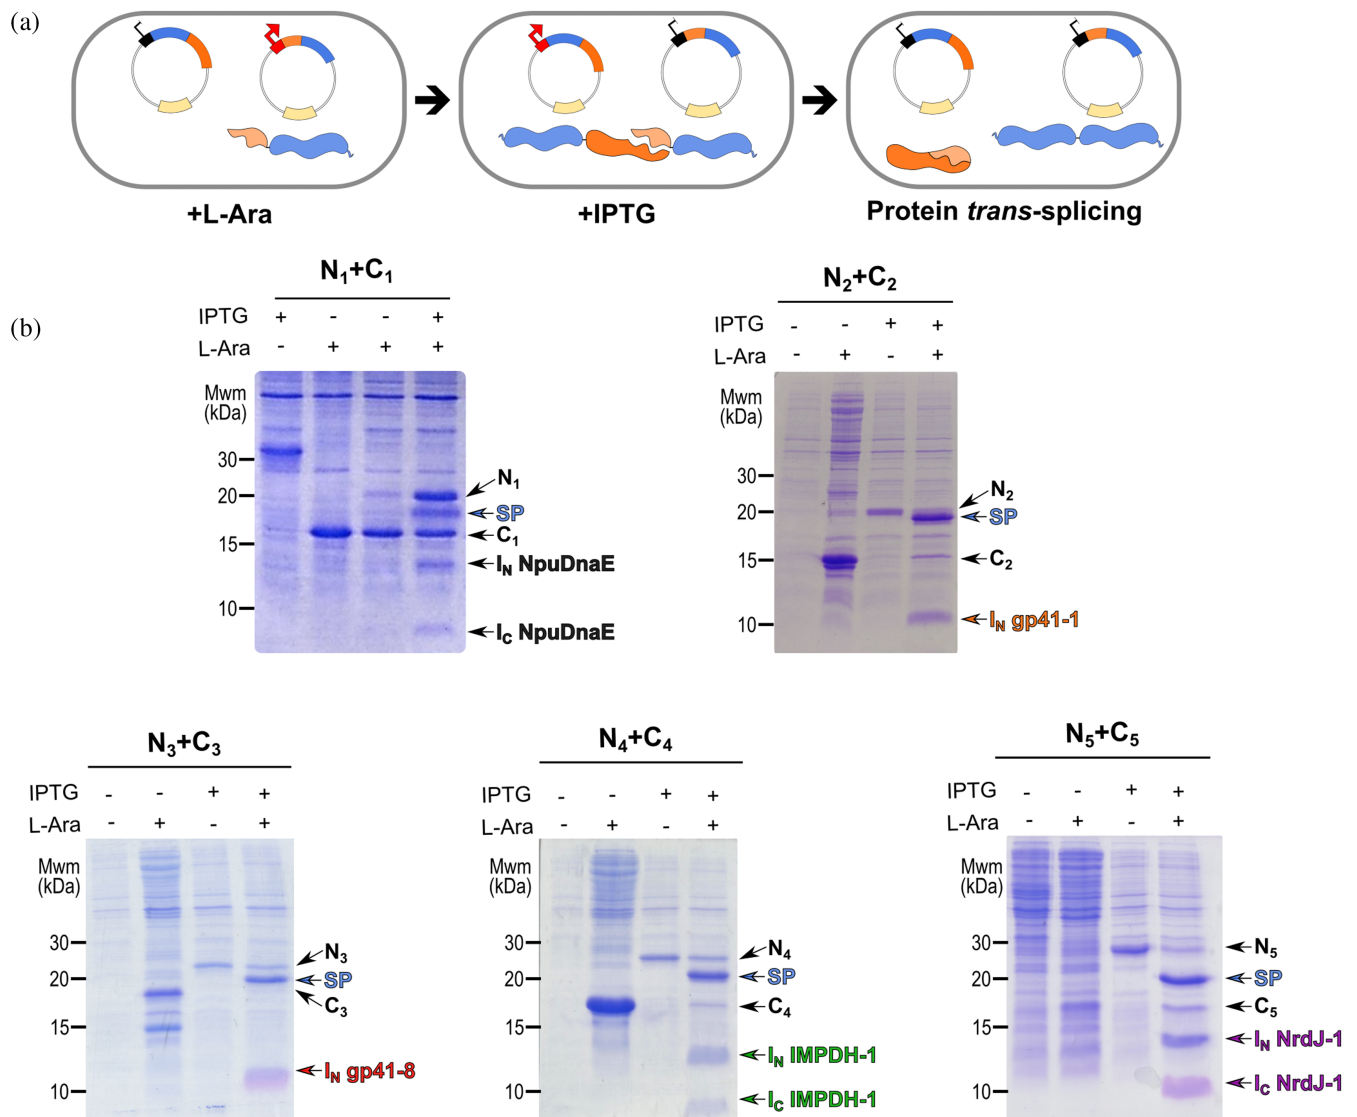 (a)
+L-Ara
+IPTG
Protein trans-splicing
(b)
N1+C1
IPTG + - - +
L-Ara - + + +
Mwm
(kDa)
30
20
15
10
N1
SP
C1
IN NpuDnaE
IC NpuDnaE
N2+C2
IPTG - - + +
L-Ara - + - +
Mwm
(kDa)
30
20
15
10
N2
SP
C2
IN gp41-1
N3+C3
IPTG - - + +
L-Ara - + - +
Mwm
(kDa)
30
20
15
10
N3
SP
C3
IN gp41-8
N4+C4
IPTG - - + +
L-Ara - + - +
Mwm
(kDa)
30
20
15
10
N4
SP
C4
IN IMPDH-1
IC IMPDH-1
N5+C5
IPTG - - + +
L-Ara - + - +
Mwm
(kDa)
30
20
15
10
N5
SP
C5
IN NrdJ-1
IC NrdJ-1